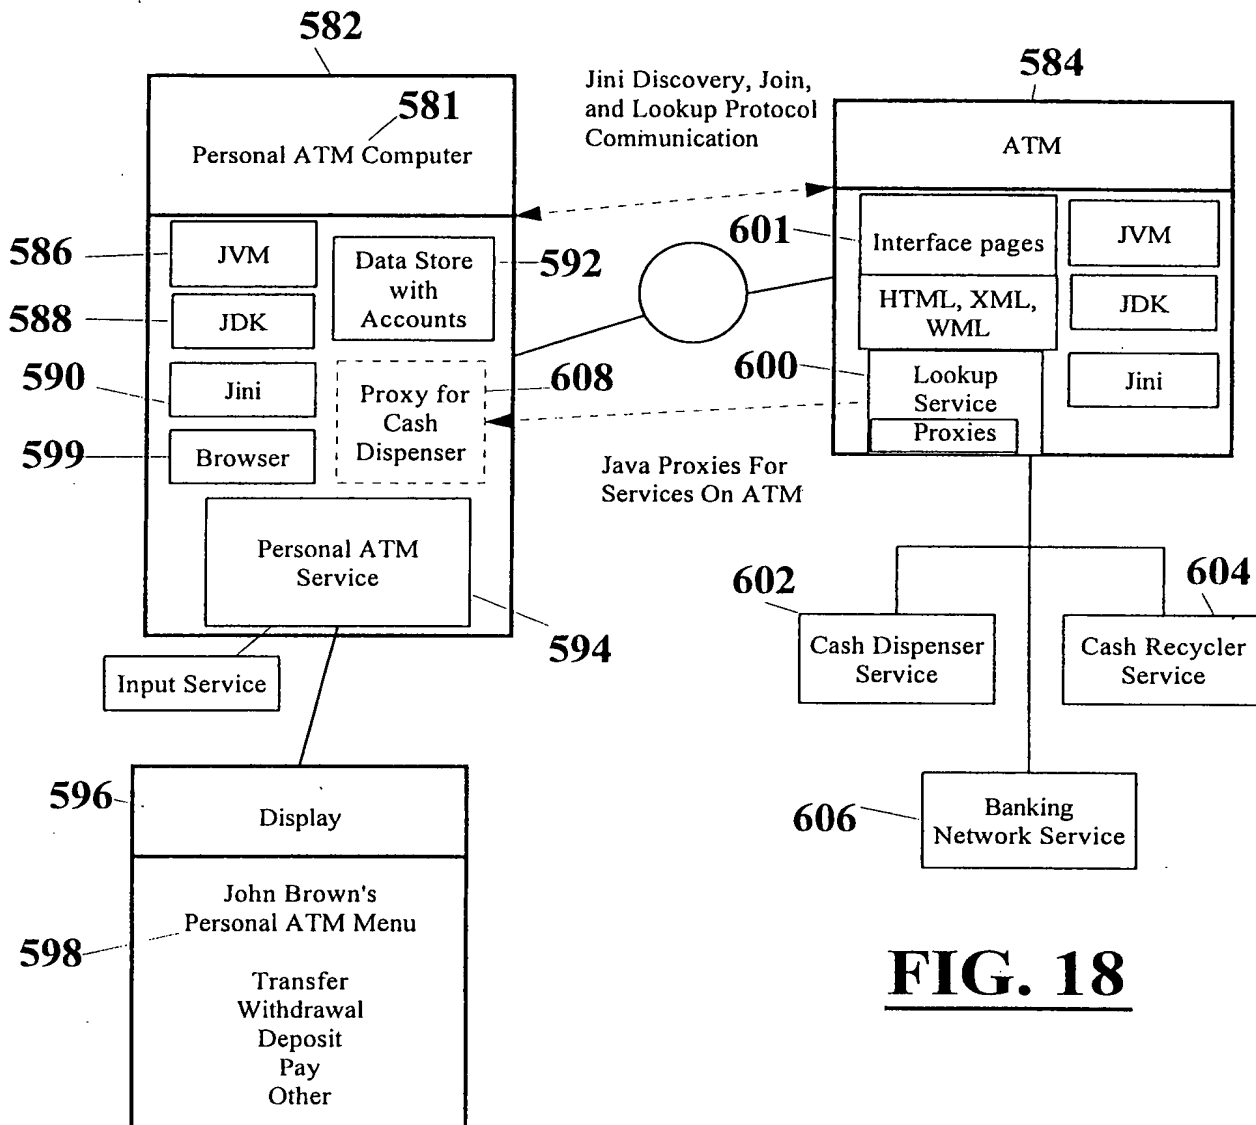 582
581
Personal ATM Computer
Jini Discovery, Join,
and Lookup Protocol
Communication
584
ATM
586
JVM
588
JDK
590
Jini
599
Browser
Data Store
with
Accounts
592
Proxy for
Cash
Dispenser
608
Personal ATM
Service
594
Input Service
601
Interface pages
HTML, XML,
WML
600
Lookup
Service
Proxies
JVM
JDK
Jini
Java Proxies For
Services On ATM
602
Cash Dispenser
Service
604
Cash Recycler
Service
606
Banking
Network Service
596
Display
598
John Brown's
Personal ATM Menu
Transfer
Withdrawal
Deposit
Pay
Other
FIG. 18